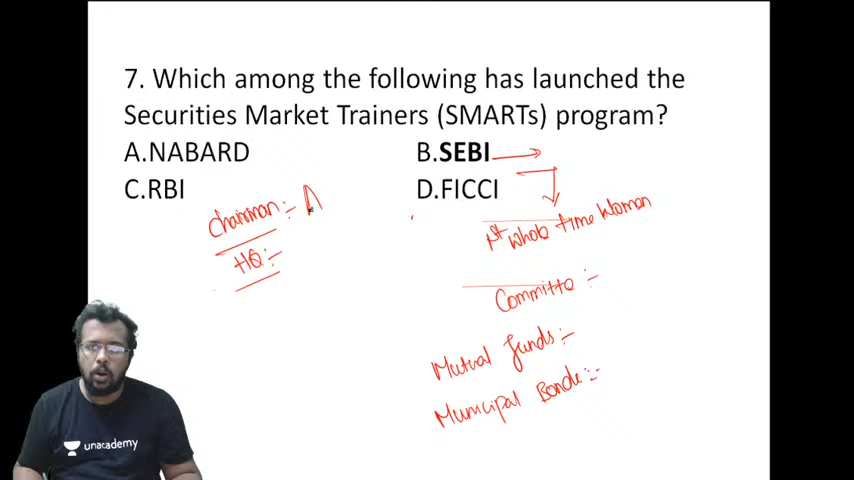 7. Which among the following has launched the
Securities Market Trainers (SMARTs) program?
A.NABARD
B.SEBI
C.RBI
D.FICCI
Chairman :- A
HQ :-
1st whole time Woman
Committe :-
Mutual funds :-
Municipal Bonds :-
unacademy